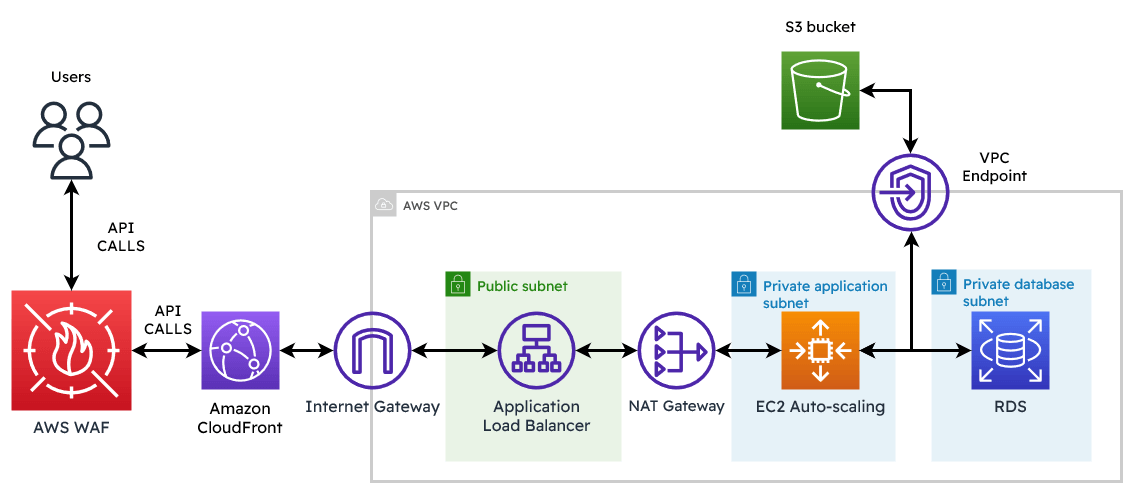 S3 bucket
Users
VPC
Endpoint
AWS VPC
API
CALLS
Public subnet
Private application
subnet
Private database
subnet
API
CALLS
AWS WAF
Amazon
CloudFront
Internet Gateway
Application
Load Balancer
NAT Gateway
EC2 Auto-scaling
RDS